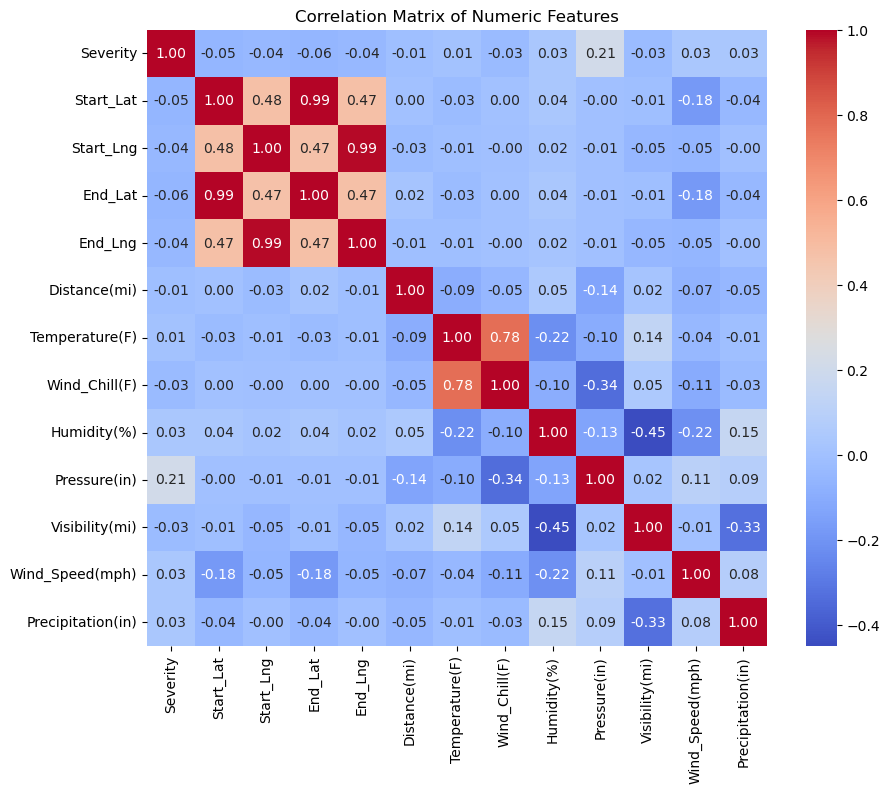 Correlation Matrix of Numeric Features
Severity 1.00 -0.05 -0.04 -0.06 -0.04 -0.01 0.01 -0.03 0.03 0.21 -0.03 0.03 0.03
Start_Lat -0.05 1.00 0.48 0.99 0.47 0.00 -0.03 0.00 0.04 -0.00 -0.01 -0.18 -0.04
Start_Lng -0.04 0.48 1.00 0.47 0.99 -0.03 -0.01 -0.00 0.02 -0.01 -0.05 -0.05 -0.00
End_Lat -0.06 0.99 0.47 1.00 0.47 0.02 -0.03 0.00 0.04 -0.01 -0.01 -0.18 -0.04
End_Lng -0.04 0.47 0.99 0.47 1.00 -0.01 -0.01 -0.00 0.02 -0.01 -0.05 -0.05 -0.00
Distance(mi) -0.01 0.00 -0.03 0.02 -0.01 1.00 -0.09 -0.05 0.05 -0.14 0.02 -0.07 -0.05
Temperature(F) 0.01 -0.03 -0.01 -0.03 -0.01 -0.09 1.00 0.78 -0.22 -0.10 0.14 -0.04 -0.01
Wind_Chill(F) -0.03 0.00 -0.00 0.00 -0.00 -0.05 0.78 1.00 -0.10 -0.34 0.05 -0.11 -0.03
Humidity(%) 0.03 0.04 0.02 0.04 0.02 0.05 -0.22 -0.10 1.00 -0.13 -0.45 -0.22 0.15
Pressure(in) 0.21 -0.00 -0.01 -0.01 -0.01 -0.14 -0.10 -0.34 -0.13 1.00 0.02 0.11 0.09
Visibility(mi) -0.03 -0.01 -0.05 -0.01 -0.05 0.02 0.14 0.05 -0.45 0.02 1.00 -0.01 -0.33
Wind_Speed(mph) 0.03 -0.18 -0.05 -0.18 -0.05 -0.07 -0.04 -0.11 -0.22 0.11 -0.01 1.00 0.08
Precipitation(in) 0.03 -0.04 -0.00 -0.04 -0.00 -0.05 -0.01 -0.03 0.15 0.09 -0.33 0.08 1.00
Severity
Start_Lat
Start_Lng
End_Lat
End_Lng
Distance(mi)
Temperature(F)
Wind_Chill(F)
Humidity(%)
Pressure(in)
Visibility(mi)
Wind_Speed(mph)
Precipitation(in)
1.0
0.8
0.6
0.4
0.2
0.0
−0.2
−0.4